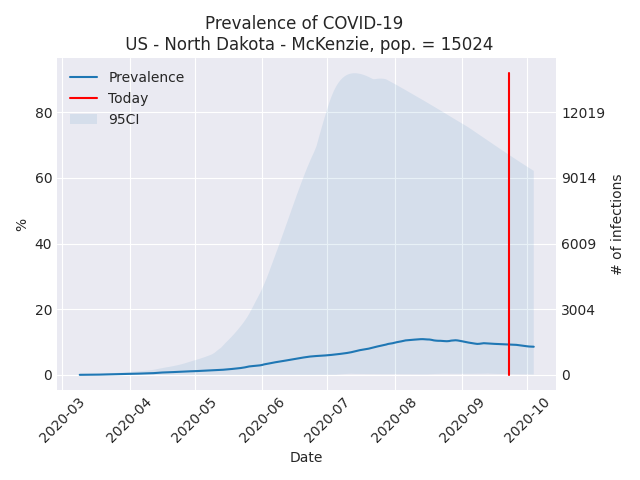 Prevalence of COVID-19
US - North Dakota - McKenzie, pop. = 15024
Prevalence
Today
95CI
80
60
40
20
0
%
12019
9014
6009
3004
0
# of infections
2020-03
2020-04
2020-05
2020-06
2020-07
2020-08
2020-09
2020-10
Date